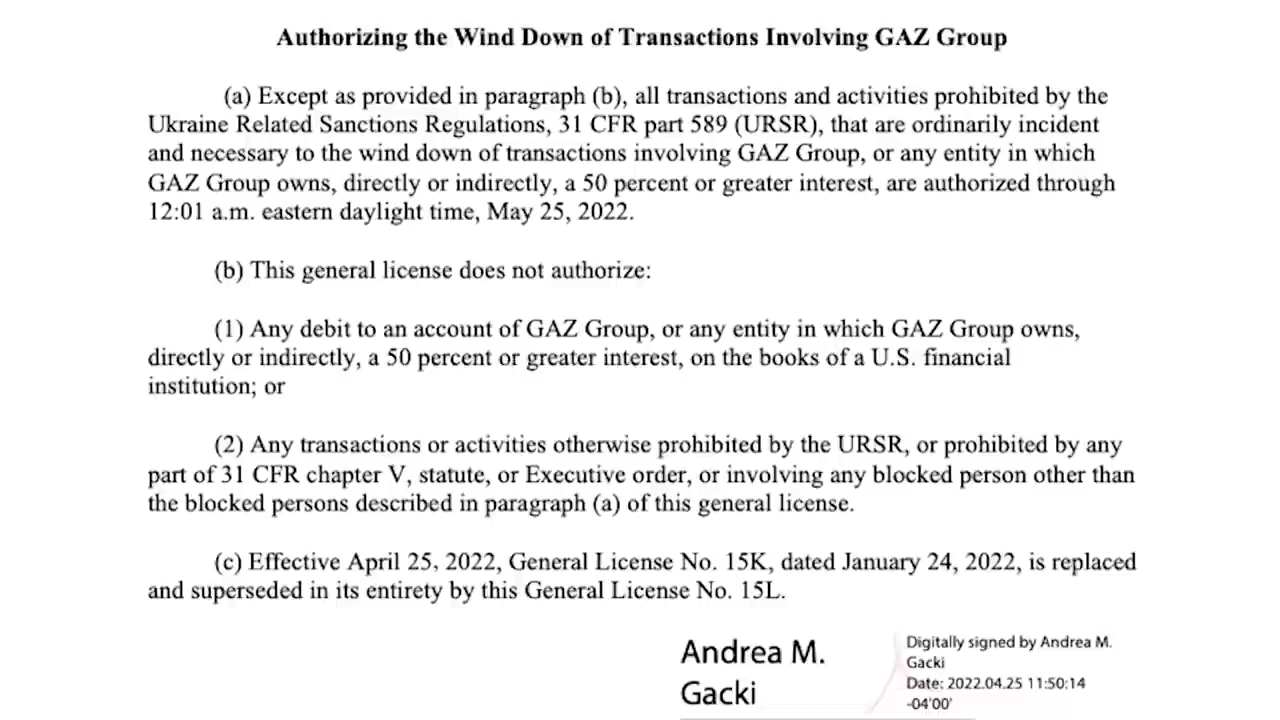 Authorizing the Wind Down of Transactions Involving GAZ Group
(a) Except as provided in paragraph (b), all transactions and activities prohibited by the
Ukraine Related Sanctions Regulations, 31 CFR part 589 (URSR), that are ordinarily incident
and necessary to the wind down of transactions involving GAZ Group, or any entity in which
GAZ Group owns, directly or indirectly, a 50 percent or greater interest, are authorized through
12:01 a.m. eastern daylight time, May 25, 2022.
(b) This general license does not authorize:
(1) Any debit to an account of GAZ Group, or any entity in which GAZ Group owns,
directly or indirectly, a 50 percent or greater interest, on the books of a U.S. financial
institution; or
(2) Any transactions or activities otherwise prohibited by the URSR, or prohibited by any
part of 31 CFR chapter V, statute, or Executive order, or involving any blocked person other than
the blocked persons described in paragraph (a) of this general license.
(c) Effective April 25, 2022, General License No. 15K, dated January 24, 2022, is replaced
and superseded in its entirety by this General License No. 15L.
Andrea M.
Gacki
Digitally signed by Andrea M.
Gacki
Date: 2022.04.25 11:50:14
-04'00'